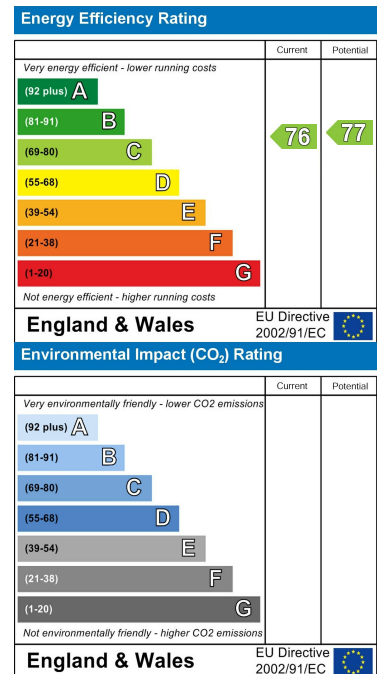 Energy Efficiency Rating
Current Potential
Very energy efficient - lower running costs
(92 plus) A
(81-91) B
(69-80) C
(55-68) D
(39-54) E
(21-38) F
(1-20) G
76 77
Not energy efficient - higher running costs
England & Wales
EU Directive
2002/91/EC
Environmental Impact (CO₂) Rating
Current Potential
Very environmentally friendly - lower CO2 emissions
(92 plus) A
(81-91) B
(69-80) C
(55-68) D
(39-54) E
(21-38) F
(1-20) G
Not environmentally friendly - higher CO2 emissions
England & Wales
EU Directive
2002/91/EC